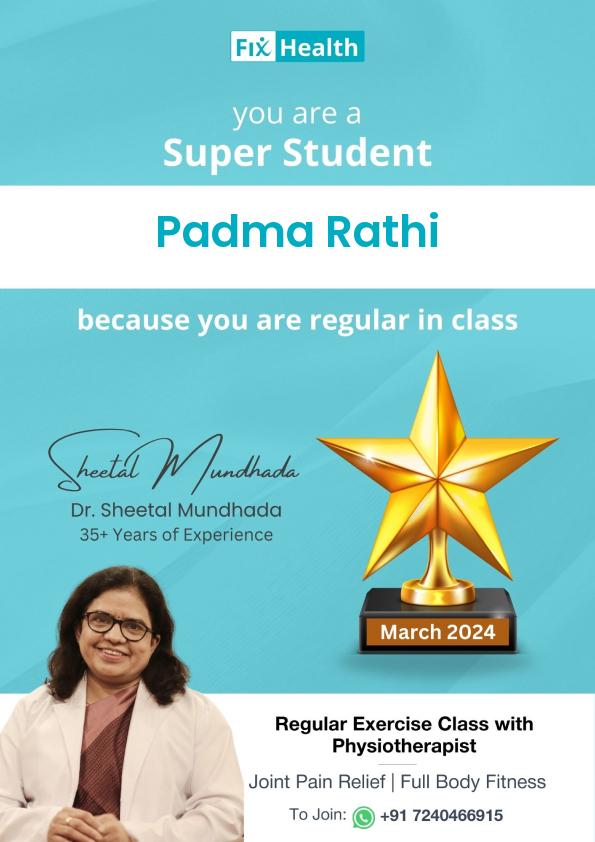 Fix Health
you are a
Super Student
Padma Rathi
because you are regular in class
Sheetal Mundhada
Dr. Sheetal Mundhada
35+ Years of Experience
March 2024
Regular Exercise Class with
Physiotherapist
Joint Pain Relief | Full Body Fitness
To Join: +91 7240466915